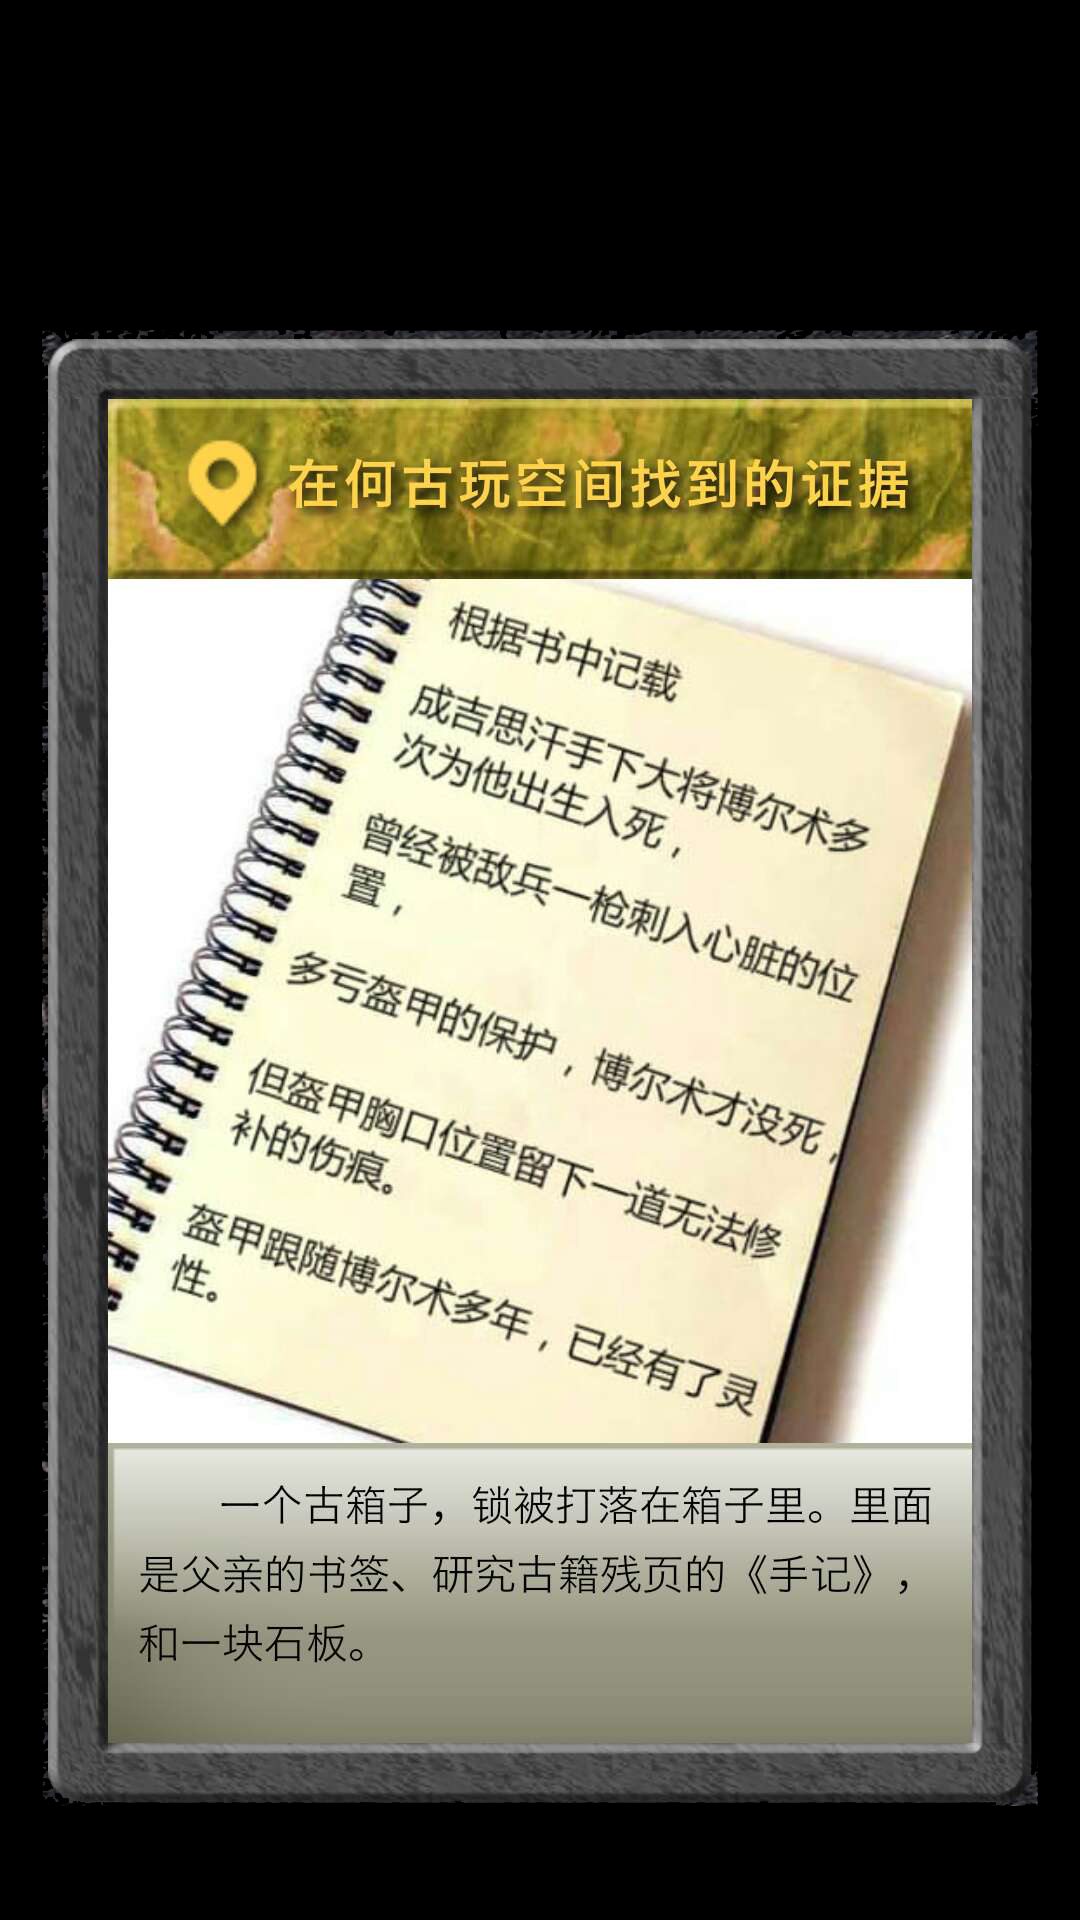 在何古玩空间找到的证据
根据书中记载
成吉思汗手下大将博尔术多
次为他出生入死，
曾经被敌兵一枪刺入心脏的位
置，
多亏盔甲的保护，博尔术才没死，
但盔甲胸口位置留下一道无法修
补的伤痕。
盔甲跟随博尔术多年，已经有了灵
性。
一个古箱子，锁被打落在箱子里。里面
是父亲的书签、研究古籍残页的《手记》，
和一块石板。